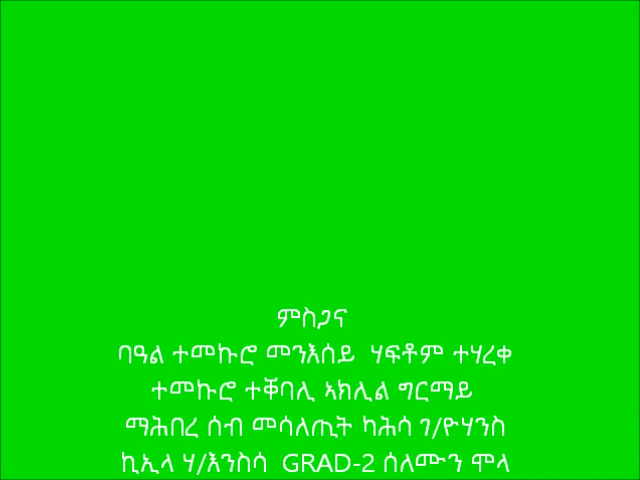 ምስጋና
ባዓል ተመኩሮ መንእሰይ ሃፍቶም ተሃረቀ
ተመኩሮ ተቐባሊ ኣክሊል ግርማይ
ማሕበረ ሰብ መሳለጢት ካሕሳ ገ/ዮሃንስ
ኪኢላ ሃ/እንስሳ GRAD-2 ሰለሙን ሞላ